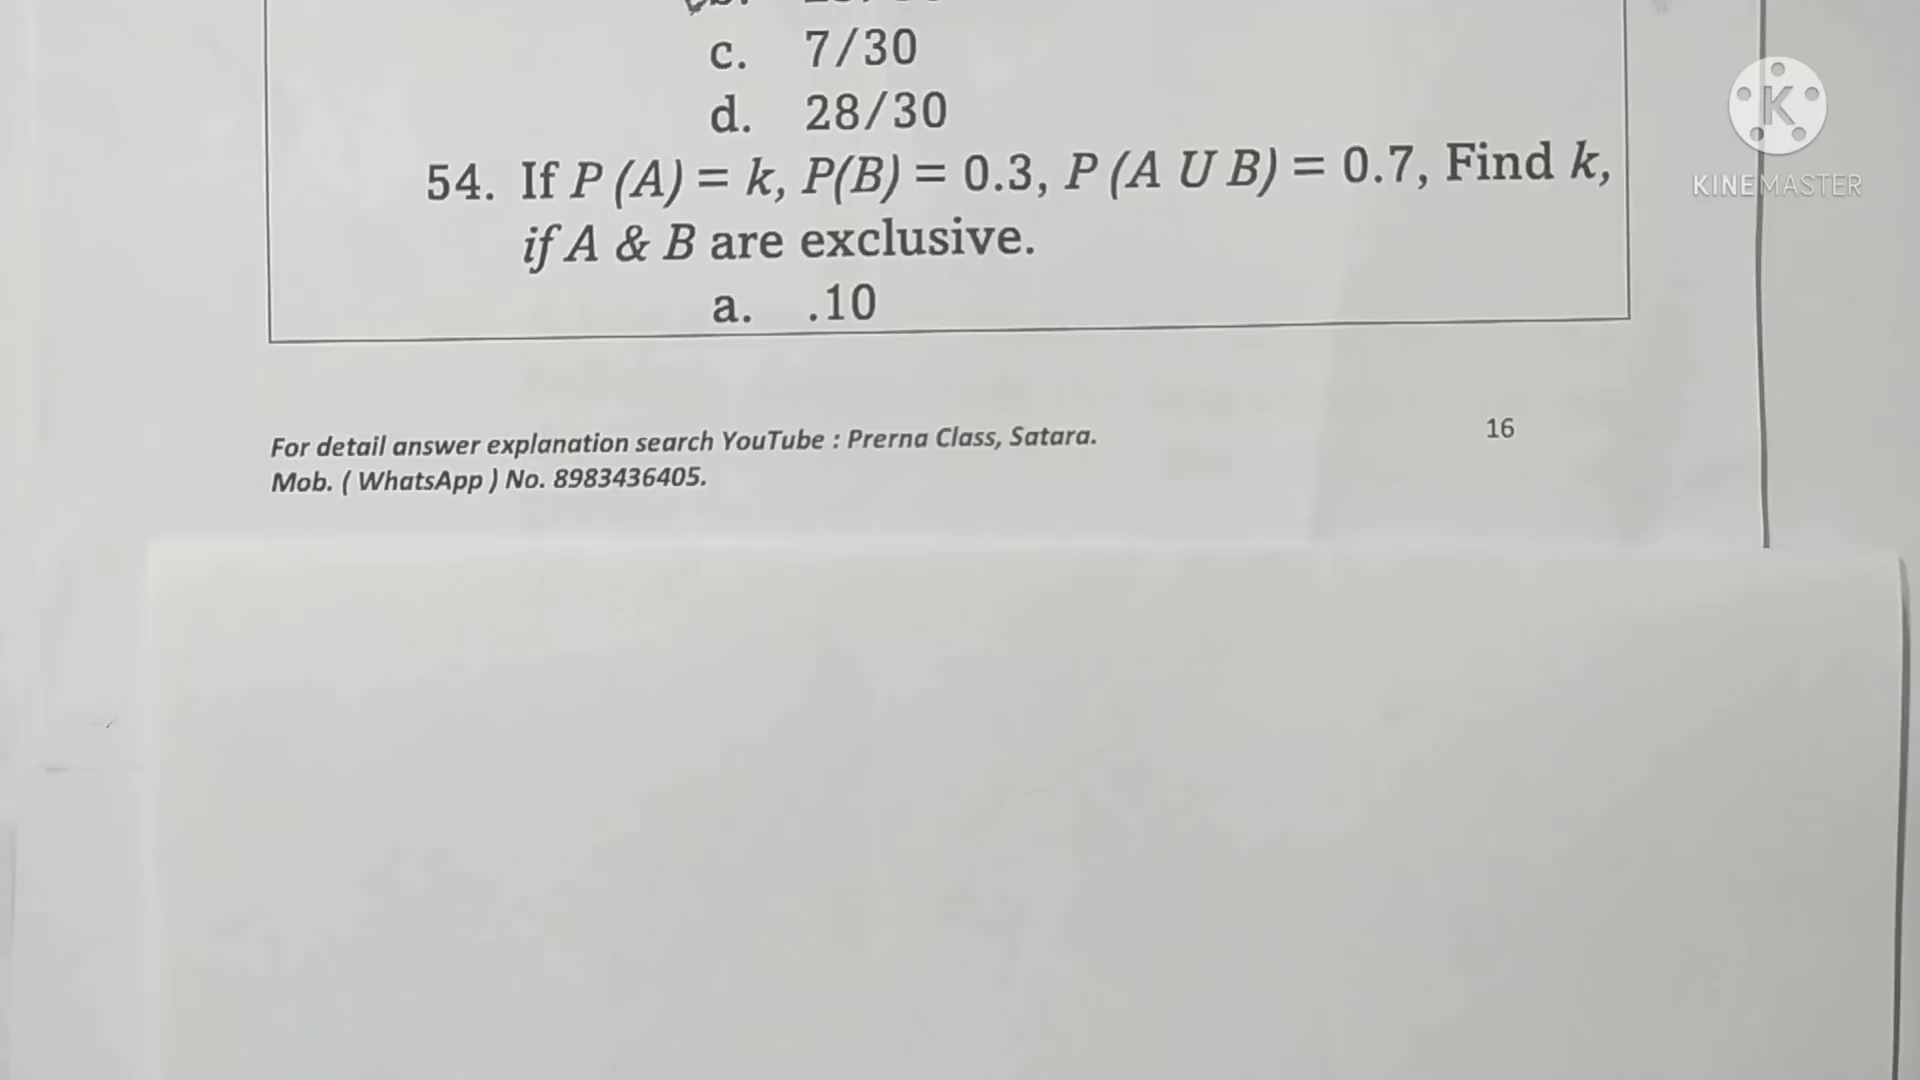 c. 7/30
d. 28/30
54. If P (A) = k, P(B) = 0.3, P (A U B) = 0.7, Find k,
if A & B are exclusive.
a. .10
For detail answer explanation search YouTube : Prerna Class, Satara.
Mob. ( WhatsApp ) No. 8983436405.
16
K
KINEMASTER